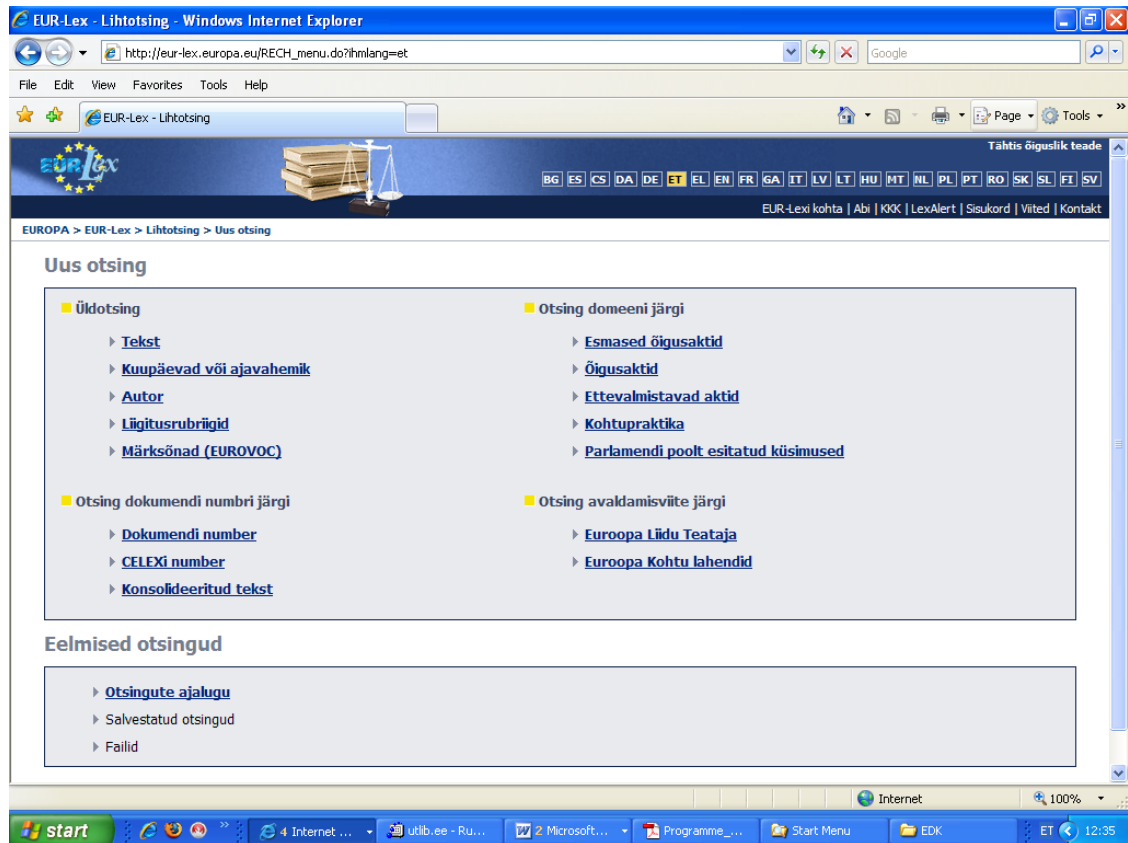 EUR-Lex - Lihtotsing - Windows Internet Explorer
http://eur-lex.europa.eu/RECH_menu.do?ihmlang=et
Google
File Edit View Favorites Tools Help
EUR-Lex - Lihtotsing
Page Tools »
EUR-Lex
Tähtis õiguslik teade
BG ES CS DA DE ET EL EN FR GA IT LV LT HU MT NL PL PT RO SK SL FI SV
EUR-Lexi kohta | Abi | KKK | LexAlert | Sisukord | Viited | Kontakt
EUROPA > EUR-Lex > Lihtotsing > Uus otsing
Uus otsing
Üldotsing
Tekst
Kuupäevad või ajavahemik
Autor
Liigitusrubriigid
Märksõnad (EUROVOC)
Otsing domeeni järgi
Esmased õigusaktid
Õigusaktid
Ettevalmistavad aktid
Kohtupraktika
Parlamendi poolt esitatud küsimused
Otsing dokumendi numbri järgi
Dokumendi number
CELEXi number
Konsolideeritud tekst
Otsing avaldamisviite järgi
Euroopa Liidu Teataja
Euroopa Kohtu lahendid
Eelmised otsingud
Otsingute ajalugu
Salvestatud otsingud
Failid
Internet 100%
start » 4 Internet ... utlib.ee - Ru... 2 Microsoft... Programme_... Start Menu EDK ET 12:35